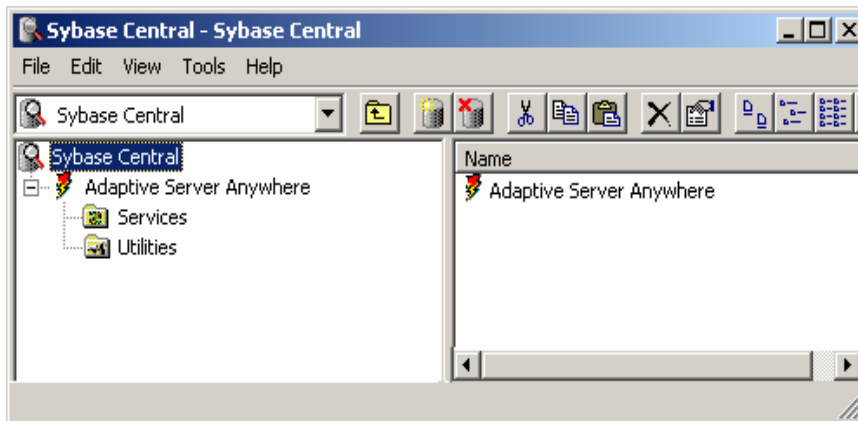 Sybase Central - Sybase Central
File Edit View Tools Help
Sybase Central
Sybase Central
Adaptive Server Anywhere
Services
Utilities
Name
Adaptive Server Anywhere